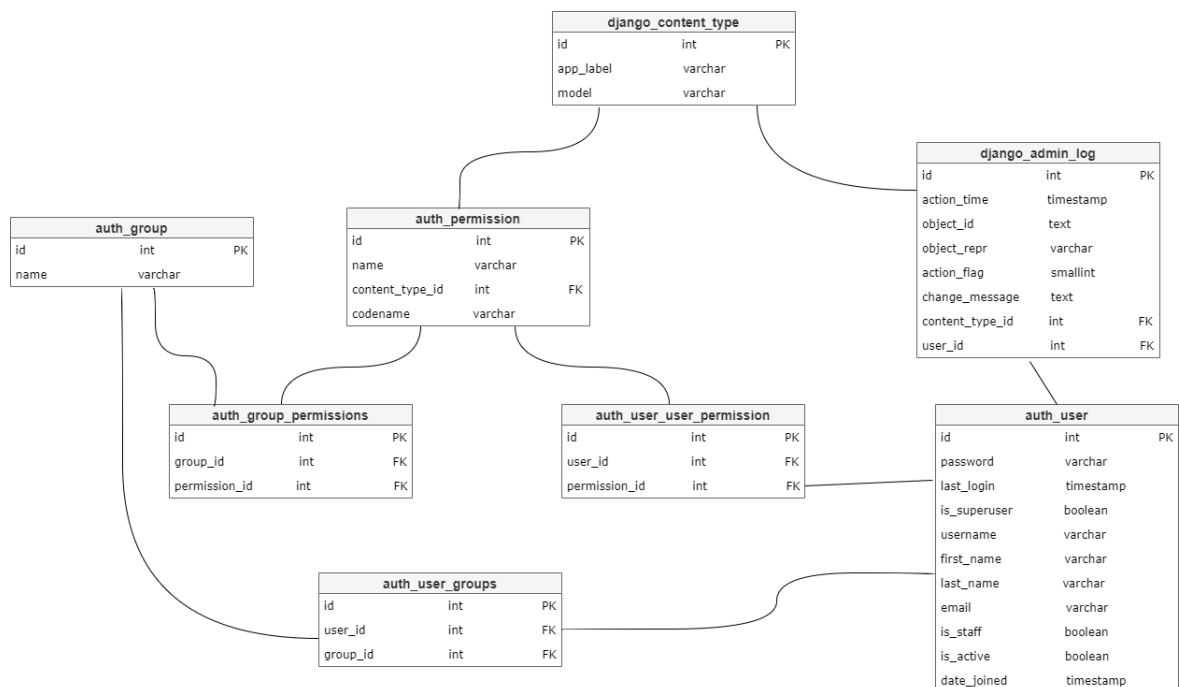 django_content_type
id int PK
app_label varchar
model varchar
django_admin_log
id int PK
action_time timestamp
object_id text
object_repr varchar
action_flag smallint
change_message text
content_type_id int FK
user_id int FK
auth_permission
id int PK
name varchar
content_type_id int FK
codename varchar
auth_group
id int PK
name varchar
auth_group_permissions
id int PK
group_id int FK
permission_id int FK
auth_user_user_permission
id int PK
user_id int FK
permission_id int FK
auth_user
id int PK
password varchar
last_login timestamp
is_superuser boolean
username varchar
first_name varchar
last_name varchar
email varchar
is_staff boolean
is_active boolean
date_joined timestamp
auth_user_groups
id int PK
user_id int FK
group_id int FK